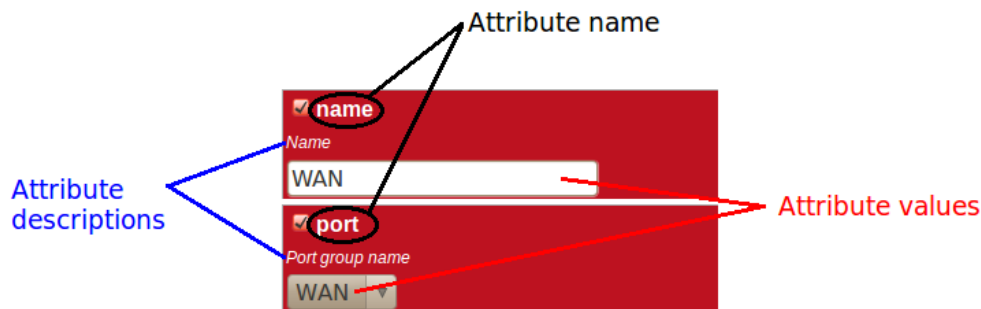 Attribute name
name
Name
WAN
Attribute
descriptions
Attribute values
port
Port group name
WAN